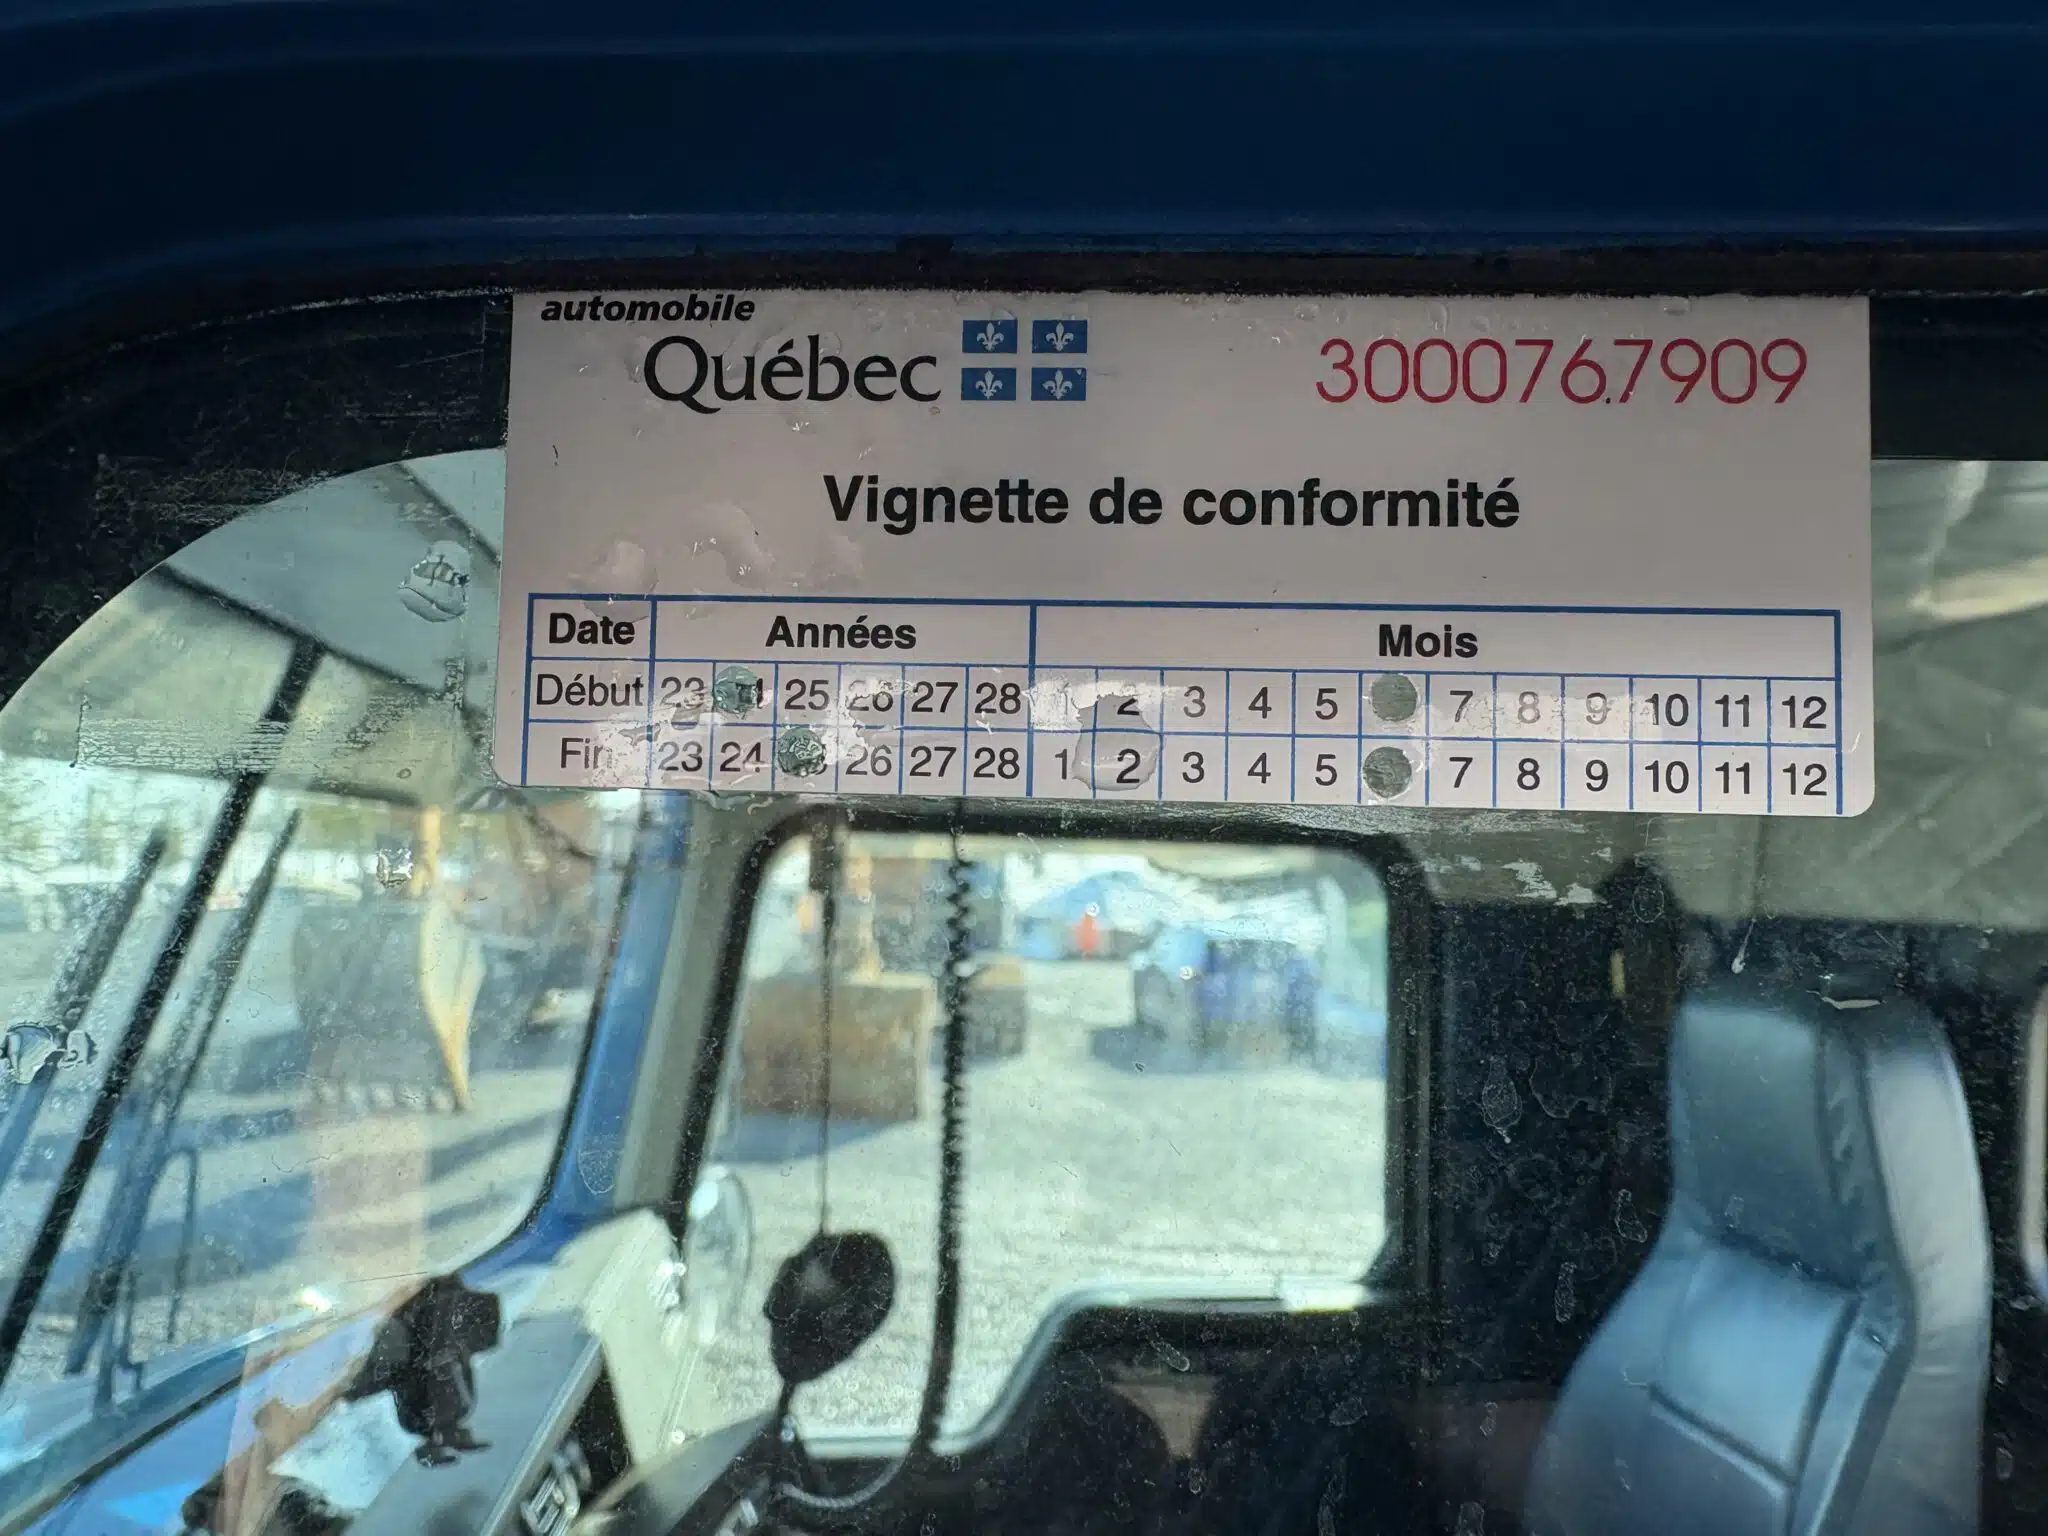 automobile
Québec
3000767909
Vignette de conformité
Date Années Mois
Début 23 25 26 27 28 1 2 3 4 5 7 8 9 10 11 12
Fin 23 24 26 27 28 1 2 3 4 5 7 8 9 10 11 12